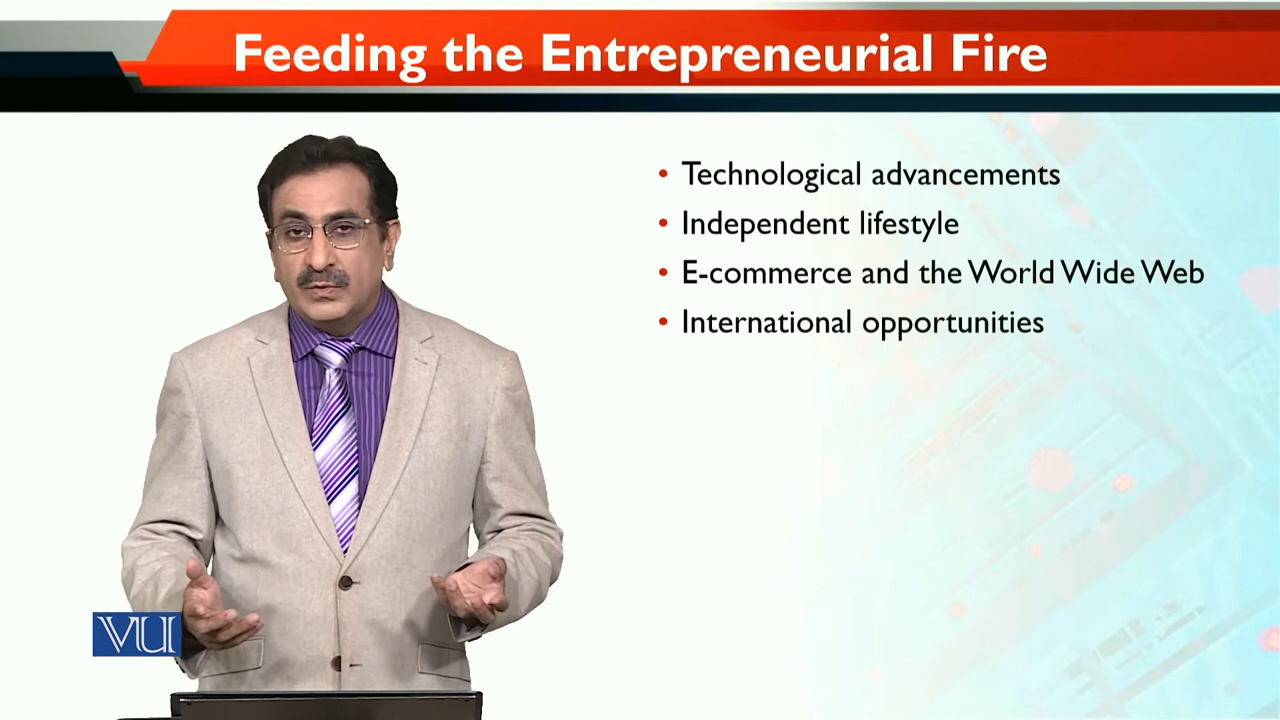 Feeding the Entrepreneurial Fire
• Technological advancements
• Independent lifestyle
• E-commerce and the World Wide Web
• International opportunities
VU